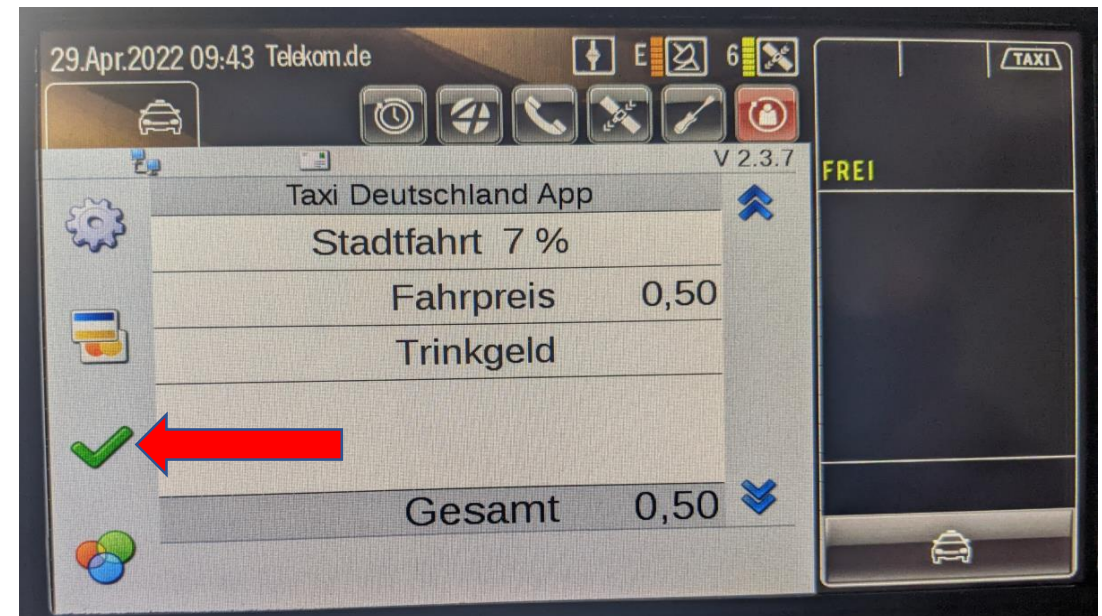 29.Apr.2022 09:43 Telekom.de E 6
TAXI
V 2.3.7
FREI
Taxi Deutschland App
Stadtfahrt 7 %
Fahrpreis 0,50
Trinkgeld
Gesamt 0,50